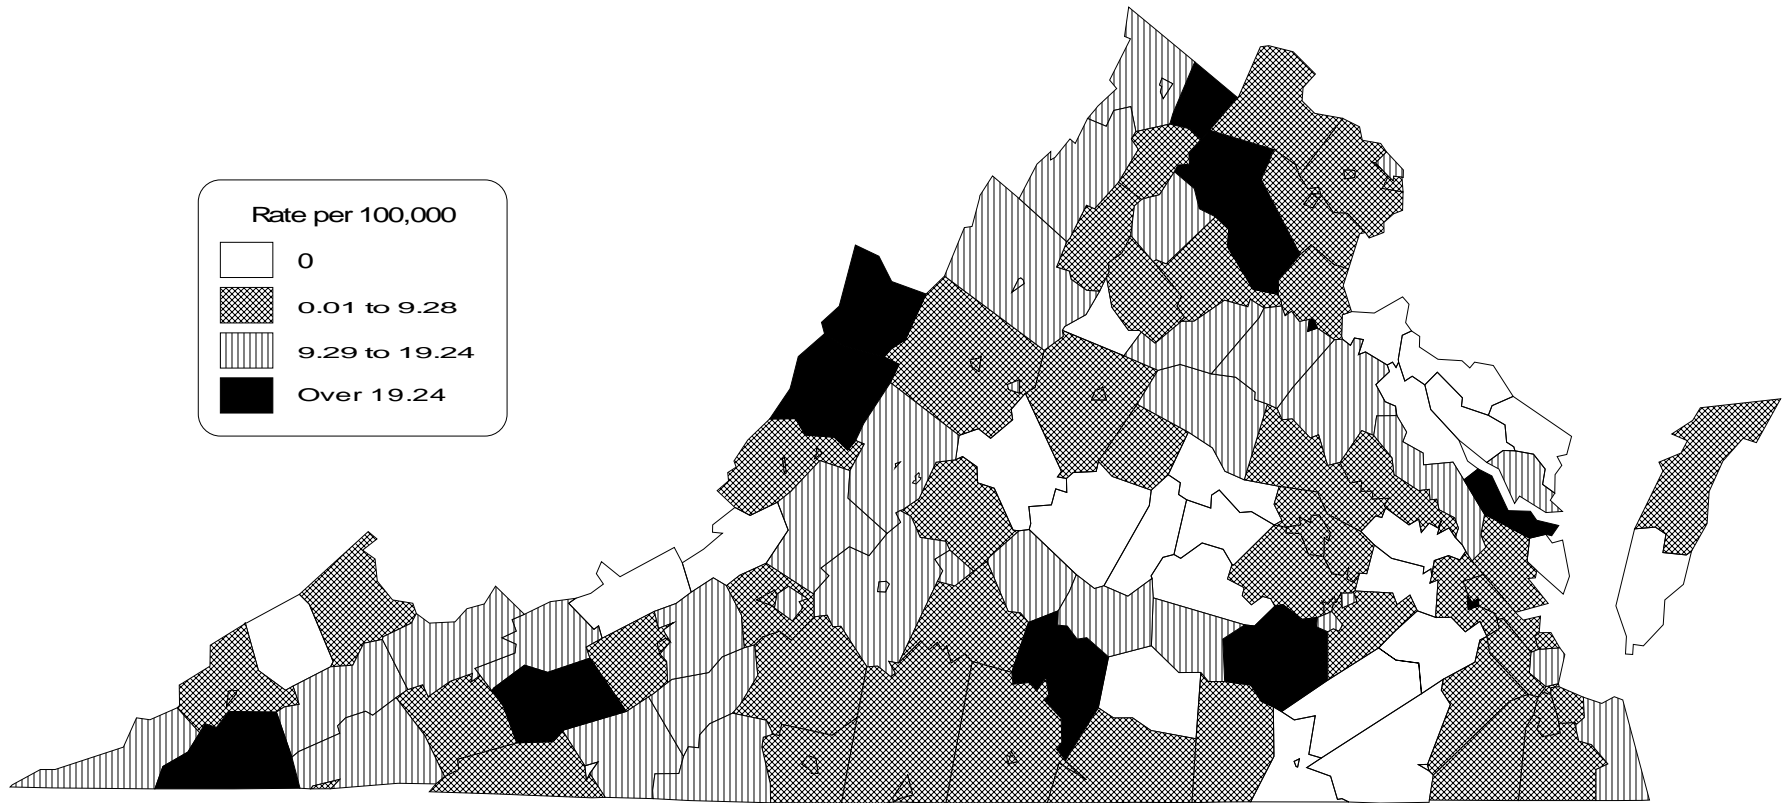 Rate per 100,000
0
0.01 to 9.28
9.29 to 19.24
Over 19.24